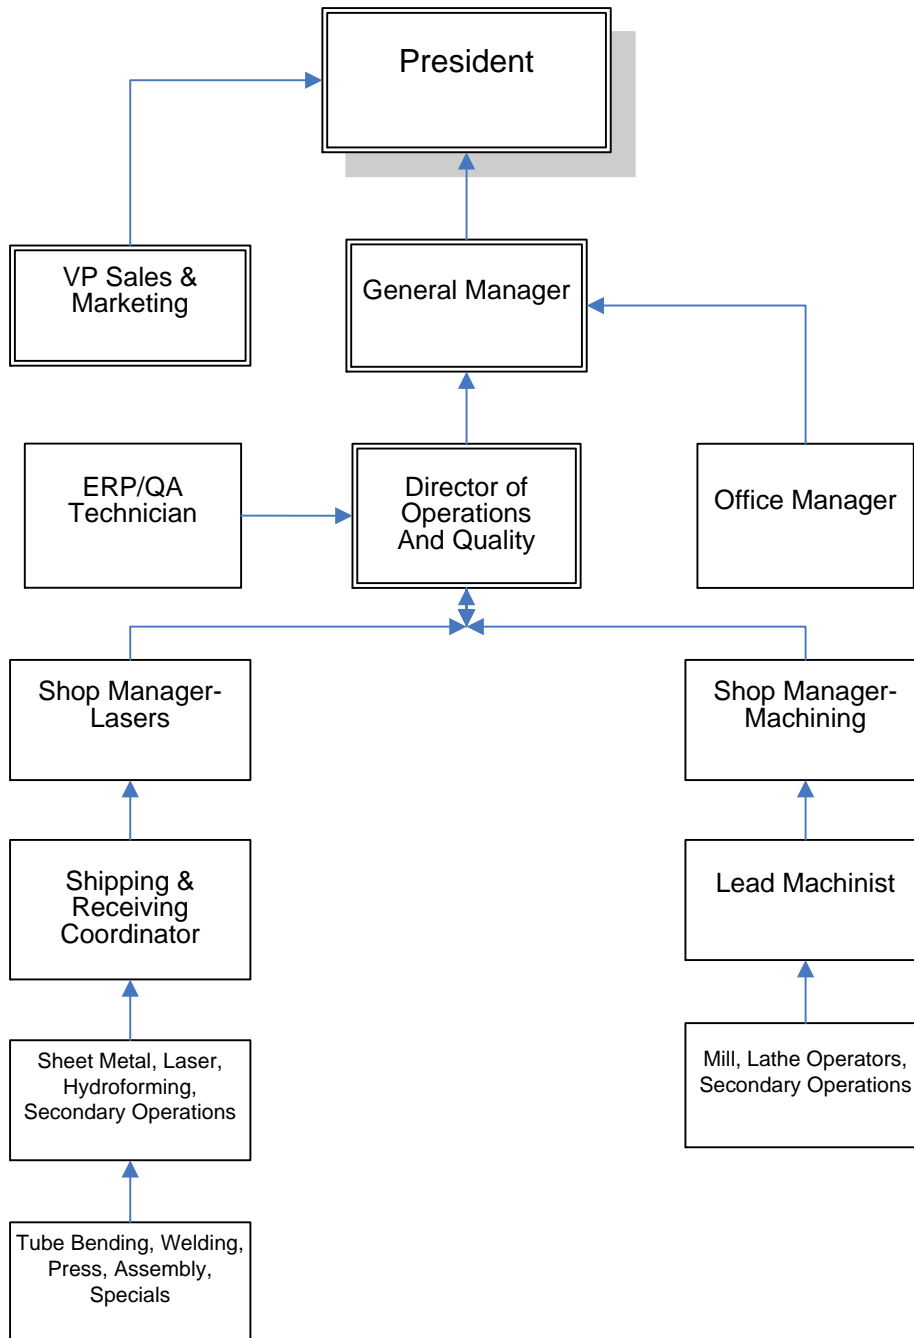 President
VP Sales &
Marketing
General Manager
ERP/QA
Technician
Director of
Operations
And Quality
Office Manager
Shop Manager-
Lasers
Shop Manager-
Machining
Shipping &
Receiving
Coordinator
Lead Machinist
Sheet Metal, Laser,
Hydroforming,
Secondary Operations
Mill, Lathe Operators,
Secondary Operations
Tube Bending, Welding,
Press, Assembly,
Specials